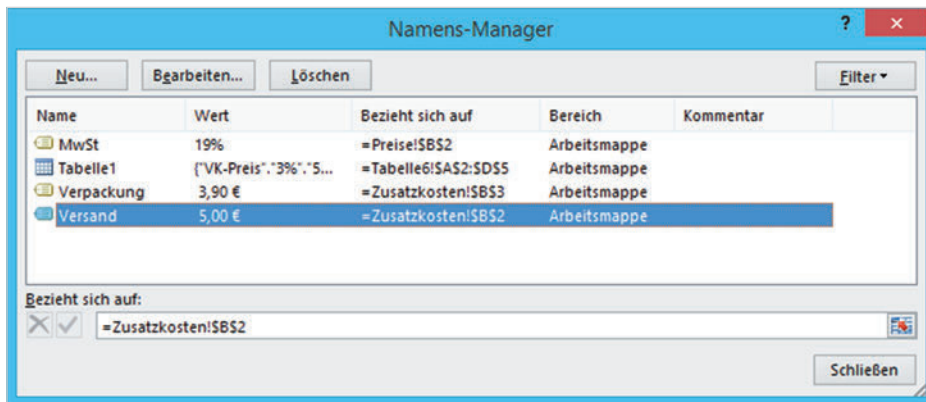 Namens-Manager ? ×
Neu... Bearbeiten... Löschen Filter
Name Wert Bezieht sich auf Bereich Kommentar
MwSt 19% =Preise!$B$2 Arbeitsmappe
Tabelle1 {"VK-Preis"."3%"."5... =Tabelle6!$A$2:$D$5 Arbeitsmappe
Verpackung 3,90 € =Zusatzkosten!$B$3 Arbeitsmappe
Versand 5,00 € =Zusatzkosten!$B$2 Arbeitsmappe
Bezieht sich auf:
=Zusatzkosten!$B$2
Schließen